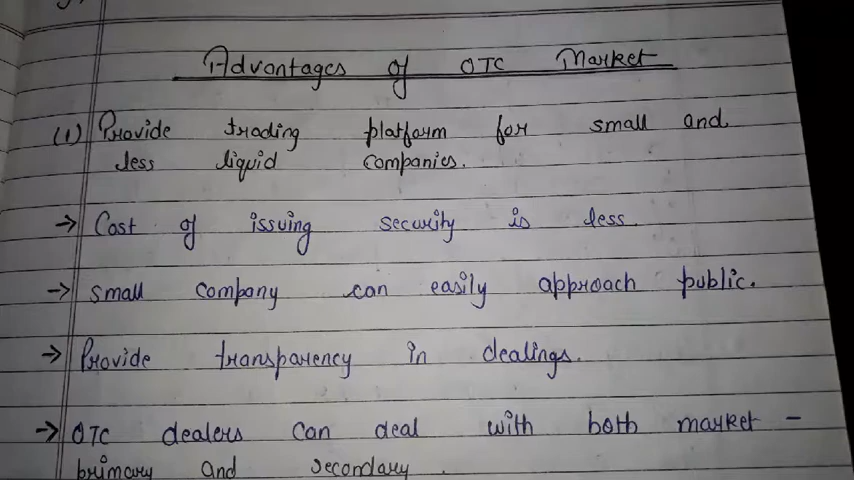 Advantages of OTC Market
(1) Provide trading platform for small and
less liquid companies.
→ Cost of issuing security is less.
→ Small company can easily approach public.
→ Provide transparency in dealings.
→ OTC dealers can deal with both market -
primary and secondary.